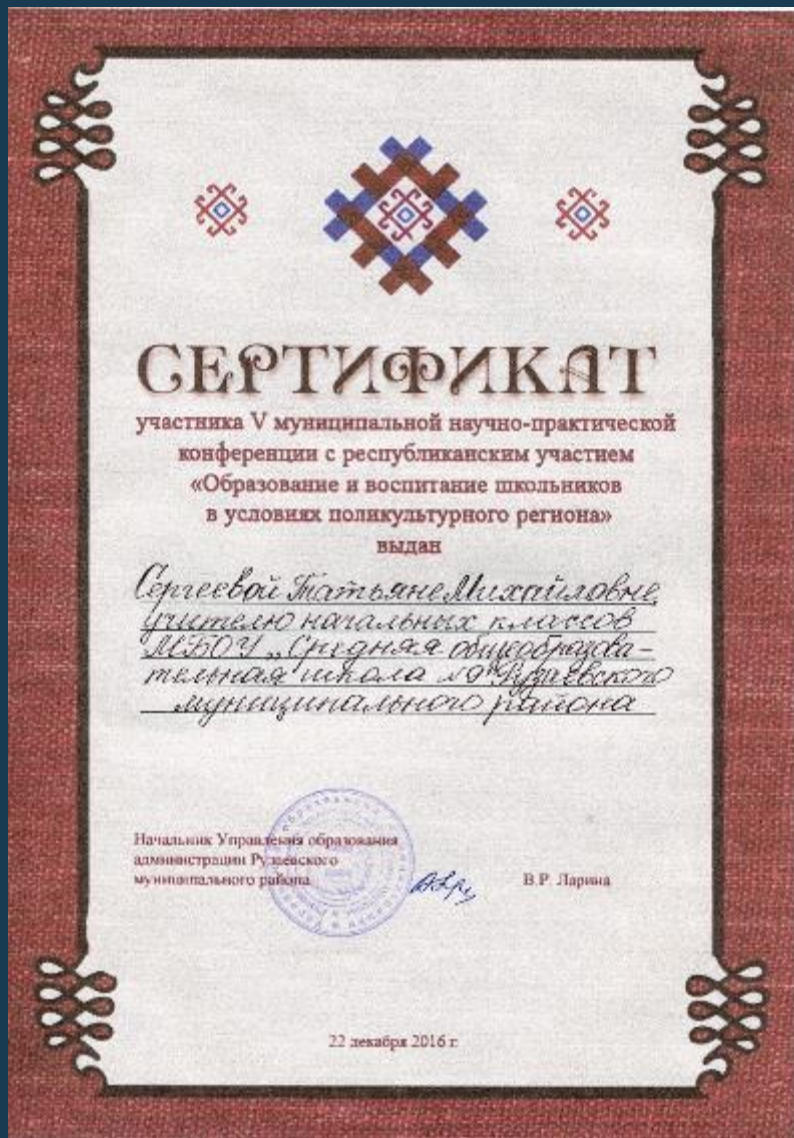 СЕРТИФИКАТ
участника V муниципальной научно-практической
конференции с республиканским участием
«Образование и воспитание школьников
в условиях поликультурного региона»
выдан
Сергеевой Татьяне Михайловне,
учителю начальных классов
МБОУ „Средняя общеобразова-
тельная школа №9" Рузаевского
муниципального района
Начальник Управления образования
администрации Рузаевского
муниципального района
В.Р. Ларина
22 декабря 2016 г.